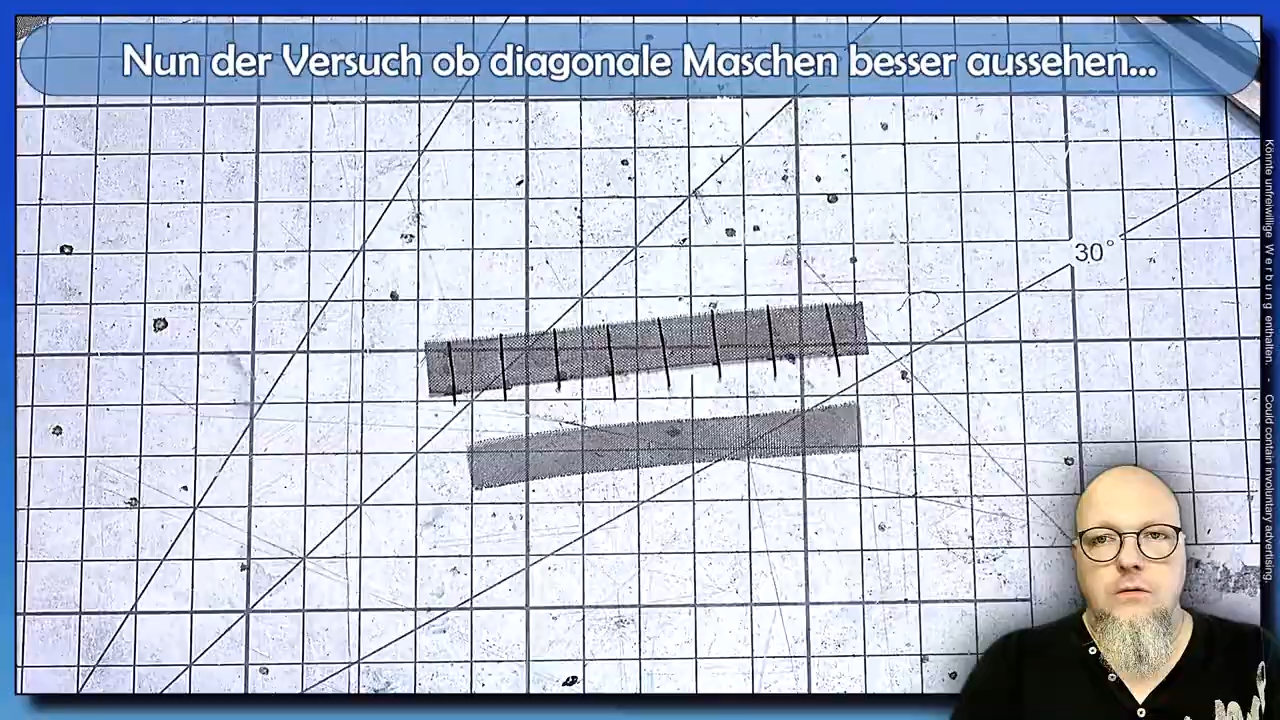 Nun der Versuch ob diagonale Maschen besser aussehen...
30°
Könnte unfreiwillige Werbung enthalten. - Could contain involuntary advertising.